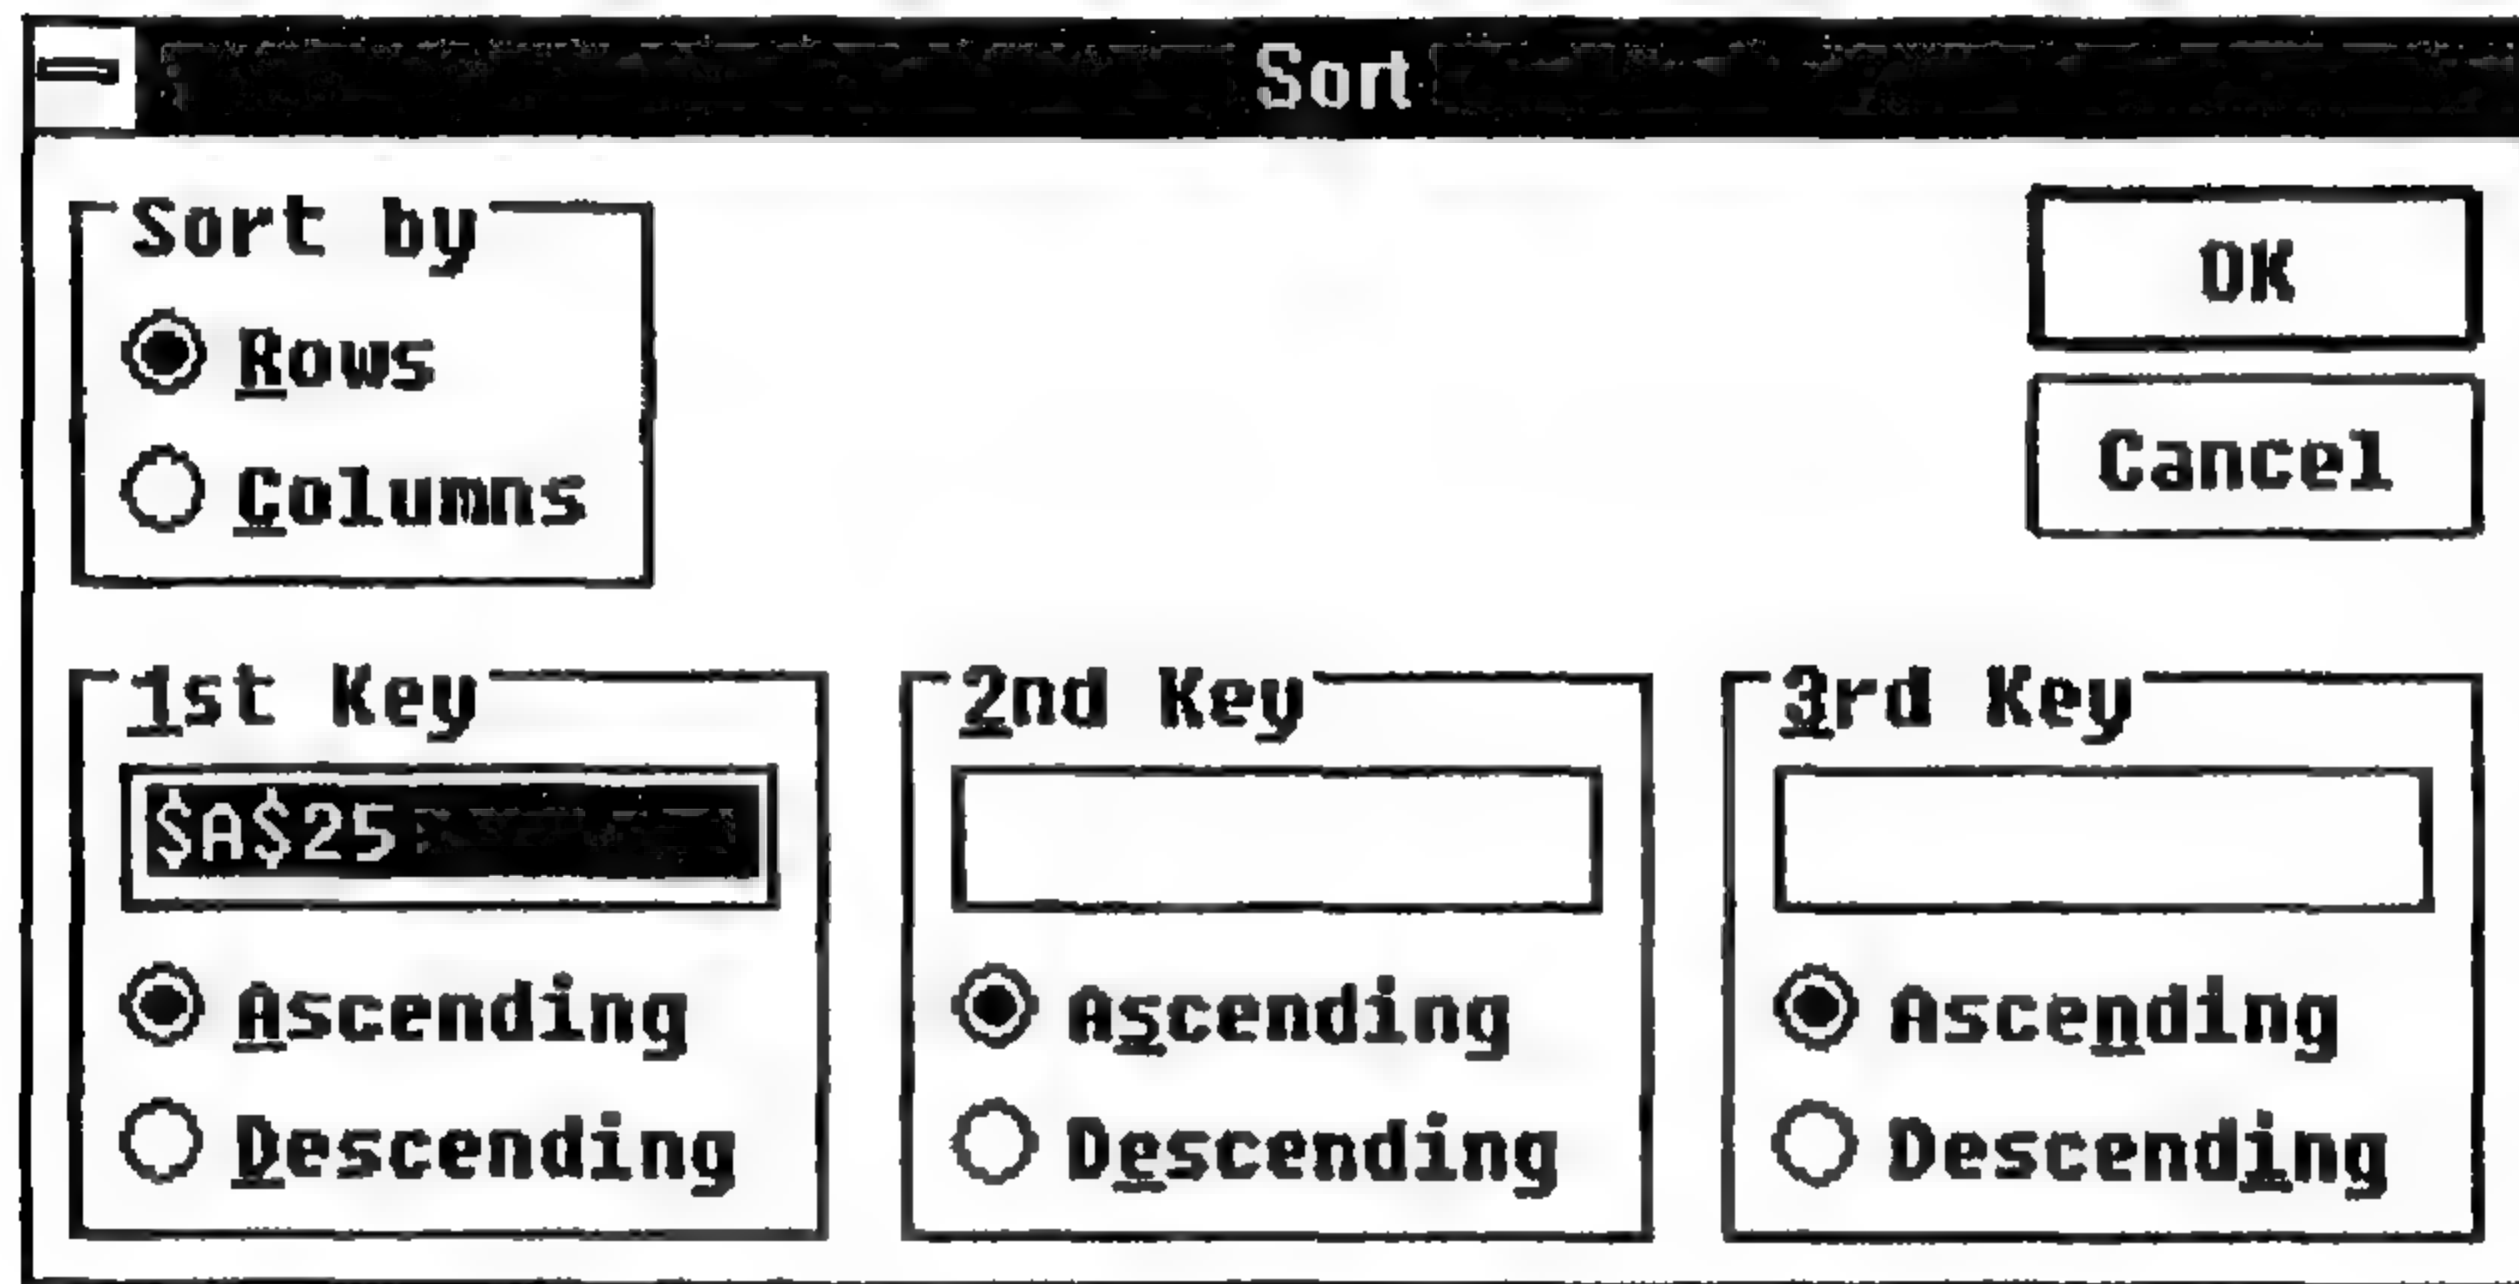 Sort
Sort by
Rows
Columns
OK
Cancel
1st Key
$A$25
Ascending
Descending
2nd Key
Ascending
Descending
3rd Key
Ascending
Descending